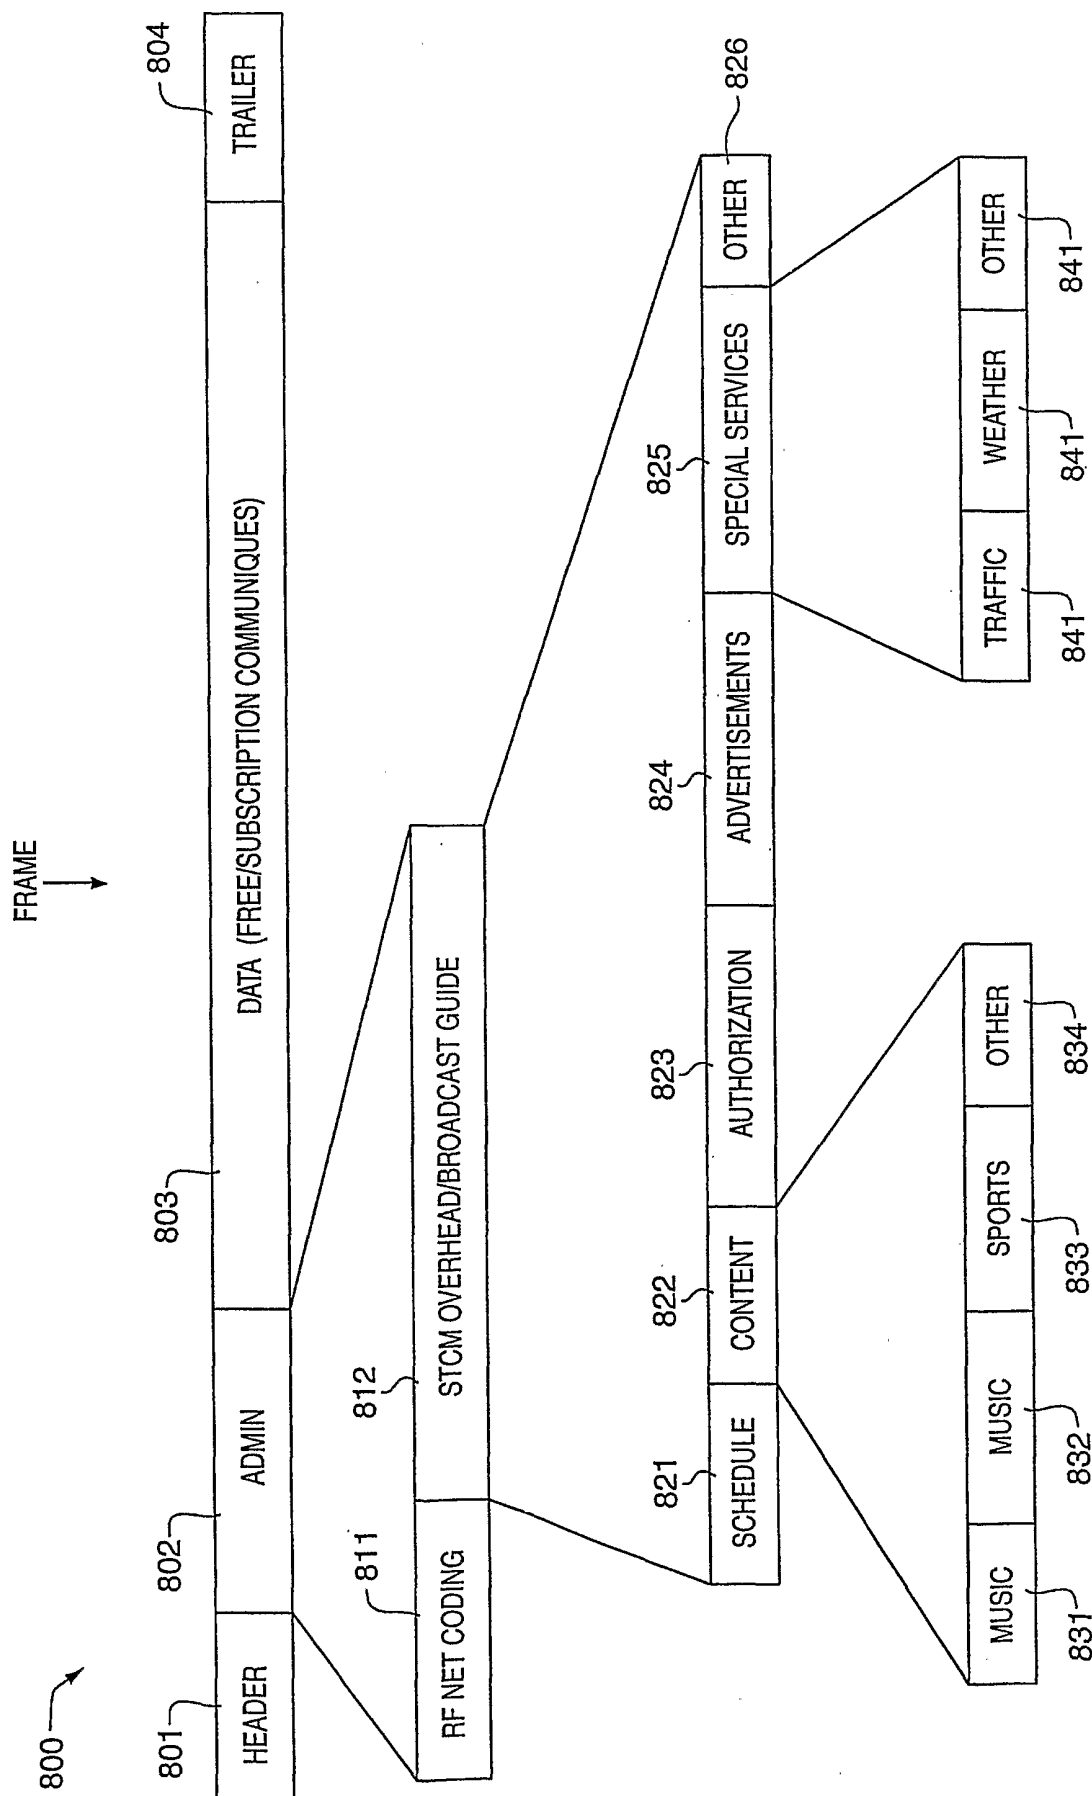 FRAME
800
801
802
803
804
HEADER
ADMIN
DATA (FREE/SUBSCRIPTION COMMUNIQUES)
TRAILER
811
812
RF NET CODING
STCM OVERHEAD/BROADCAST GUIDE
821
822
823
824
825
826
SCHEDULE
CONTENT
AUTHORIZATION
ADVERTISEMENTS
SPECIAL SERVICES
OTHER
MUSIC
MUSIC
SPORTS
OTHER
831
832
833
834
TRAFFIC
WEATHER
OTHER
841
841
841